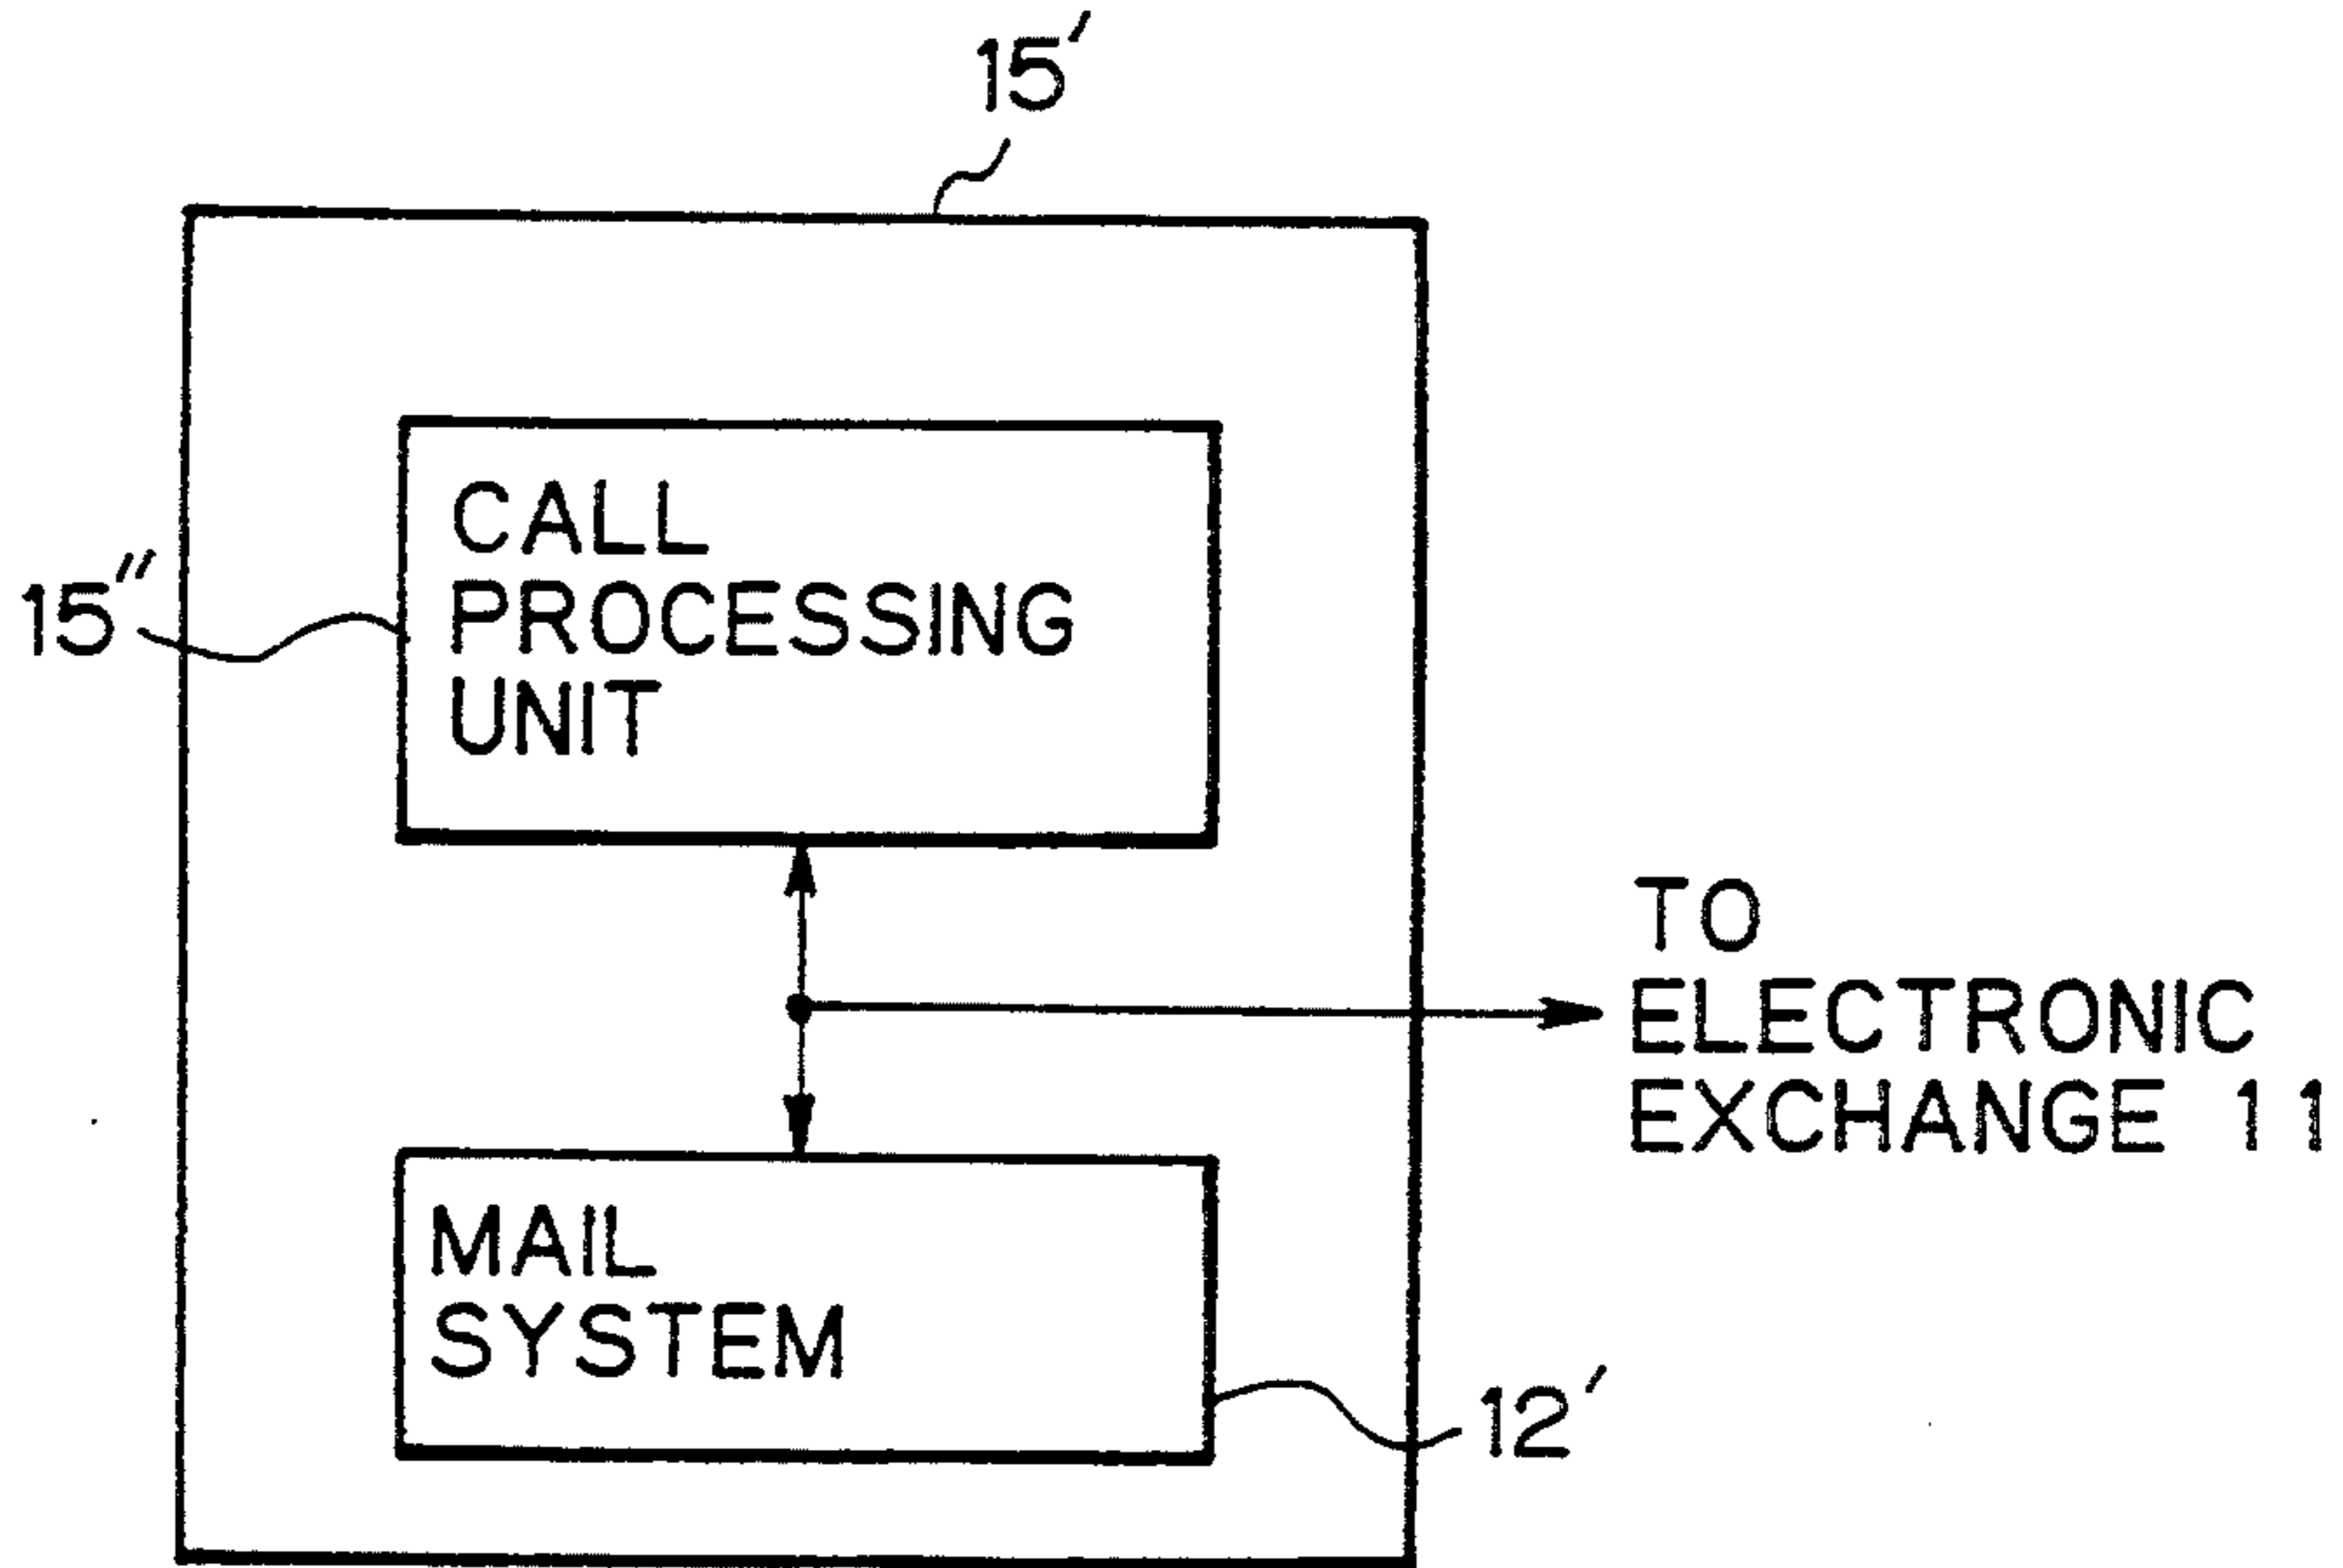 15′
CALL
PROCESSING
UNIT
15″
TO
ELECTRONIC
EXCHANGE 11
MAIL
SYSTEM
12′